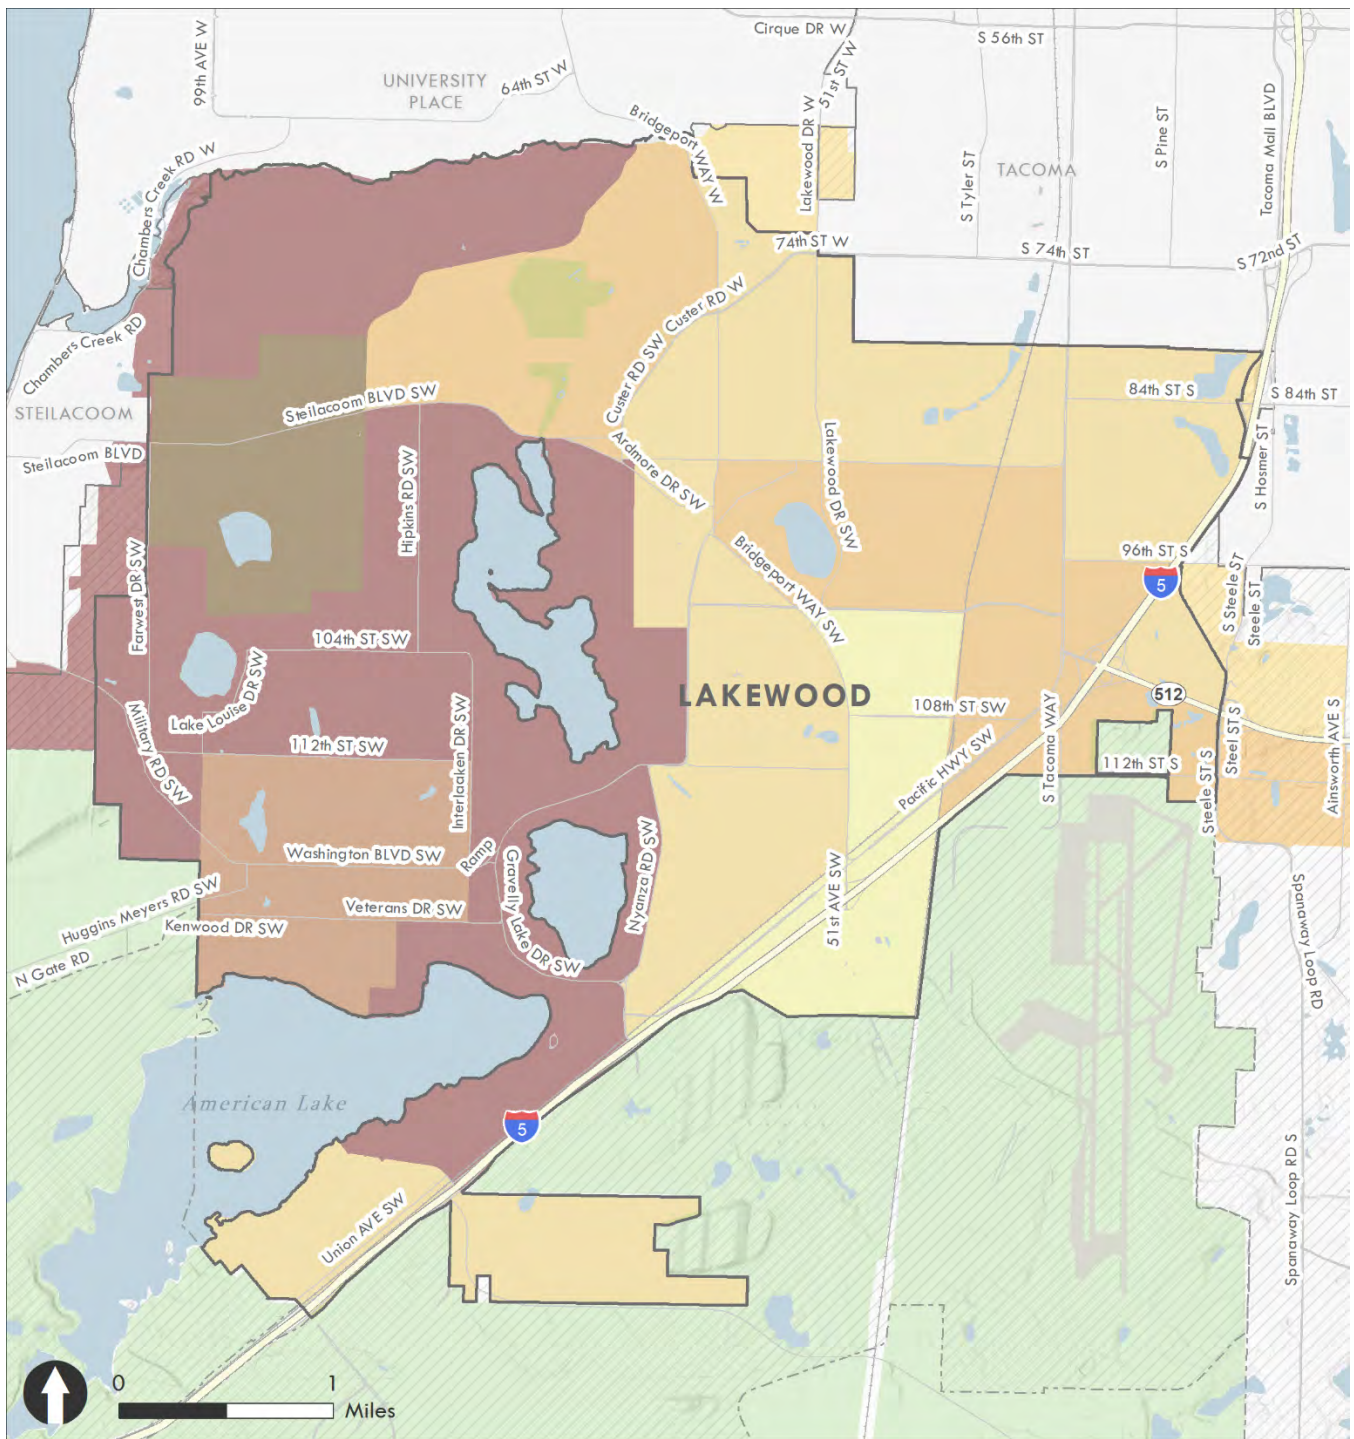 Cirque DR W
S 56th ST
99th AVE W
UNIVERSITY
PLACE
64th ST W
51st ST W
Tacoma Mall BLVD
Bridgeport WAY W
Lakewood DR W
S Pine ST
S Tyler ST
TACOMA
Chambers Creek RD W
74th ST W
S 74th ST
S 72nd ST
Custer RD W
Chambers Creek RD
Custer RD SW
STEILACOOM
Steilacoom BLVD SW
84th ST S
S 84th ST
Steilacoom BLVD
Ardmore DR SW
Lakewood DR SW
S Hosmer ST
Hipkins RD SW
96th ST S
5
Farwest DR SW
Bridgeport WAY SW
S Steele ST
Steele ST
104th ST SW
Lake Louise DR SW
LAKEWOOD
512
108th ST SW
Military RD SW
112th ST SW
Interlaaken DR SW
Pacific HWY SW
S Tacoma WAY
112th ST S
Steele ST S
Steel ST S
Ainsworth AVE S
Washington BLVD SW
Ramp
Gravelly Lake DR SW
Nyanza RD SW
51st AVE SW
Huggins Meyers RD SW
Veterans DR SW
Kenwood DR SW
N Gate RD
Spanaway Loop RD
American Lake
5
Union AVE SW
Spanaway Loop RD S
0
1
Miles